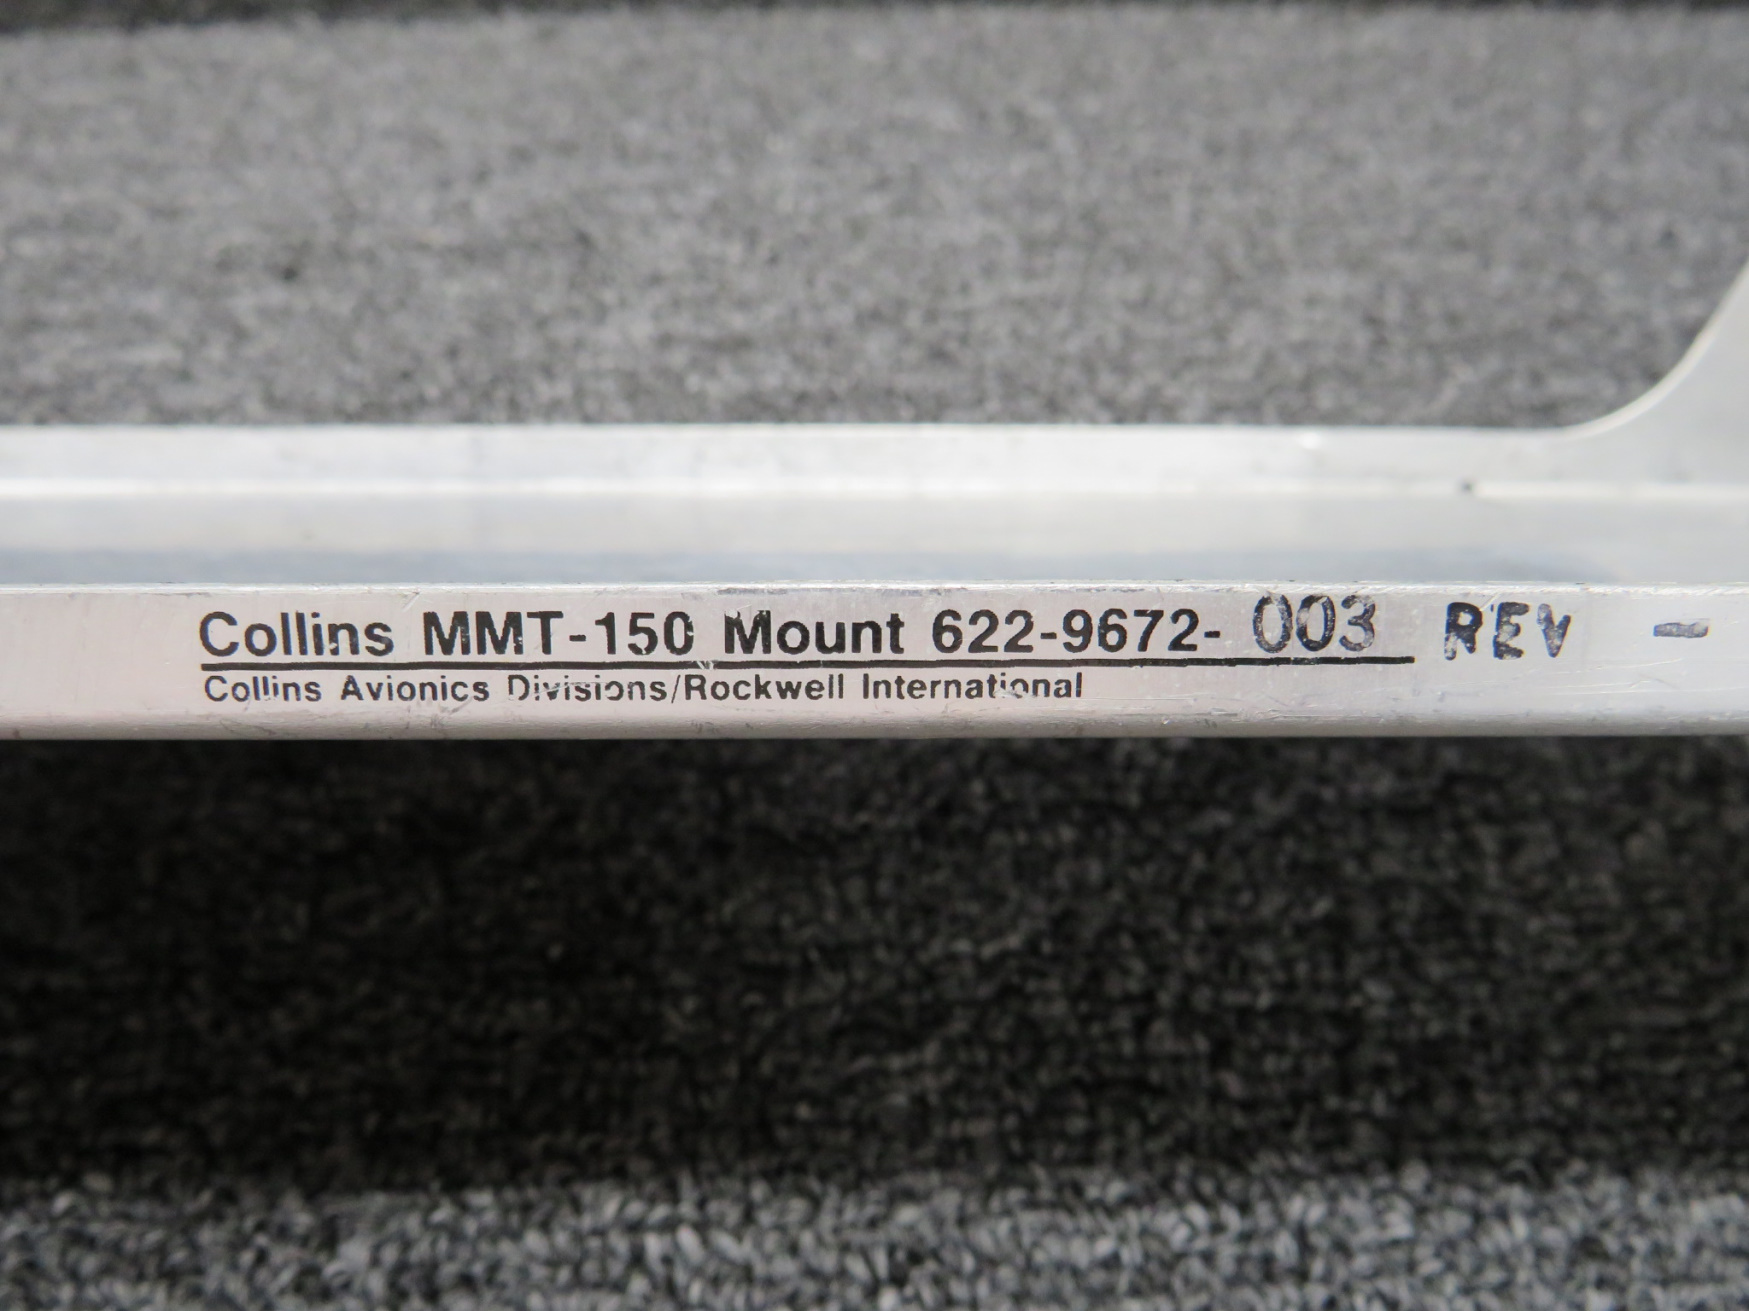 Collins MMT-150 Mount 622-9672-003 REV -
Collins Avionics Divisions/Rockwell International